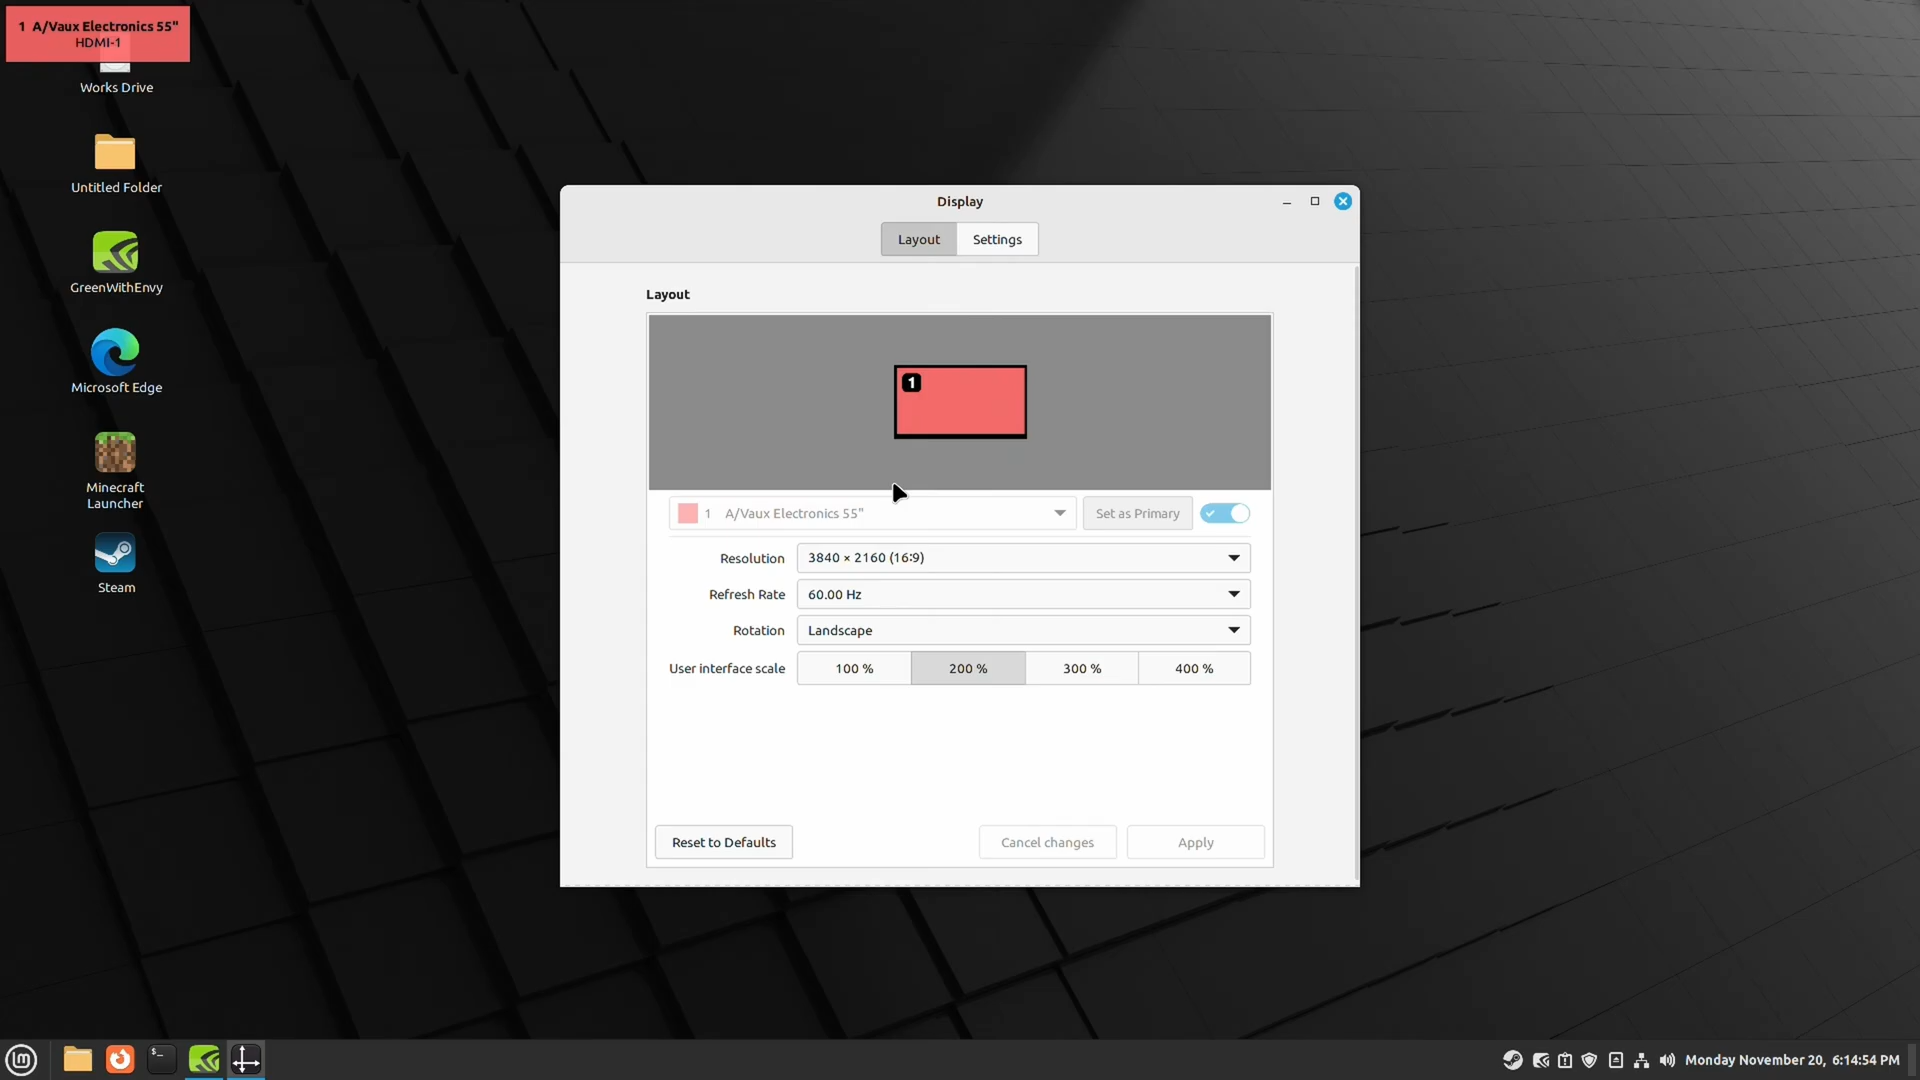 1 A/Vaux Electronics 55"
HDMI-1
Works Drive
Untitled Folder
GreenWithEnvy
Microsoft Edge
Minecraft
Launcher
Steam
Display
Layout Settings
Layout
1
1 A/Vaux Electronics 55" Set as Primary
Resolution 3840 × 2160 (16:9)
Refresh Rate 60.00 Hz
Rotation Landscape
User interface scale 100 % 200 % 300 % 400 %
Reset to Defaults Cancel changes Apply
Monday November 20, 6:14:54 PM